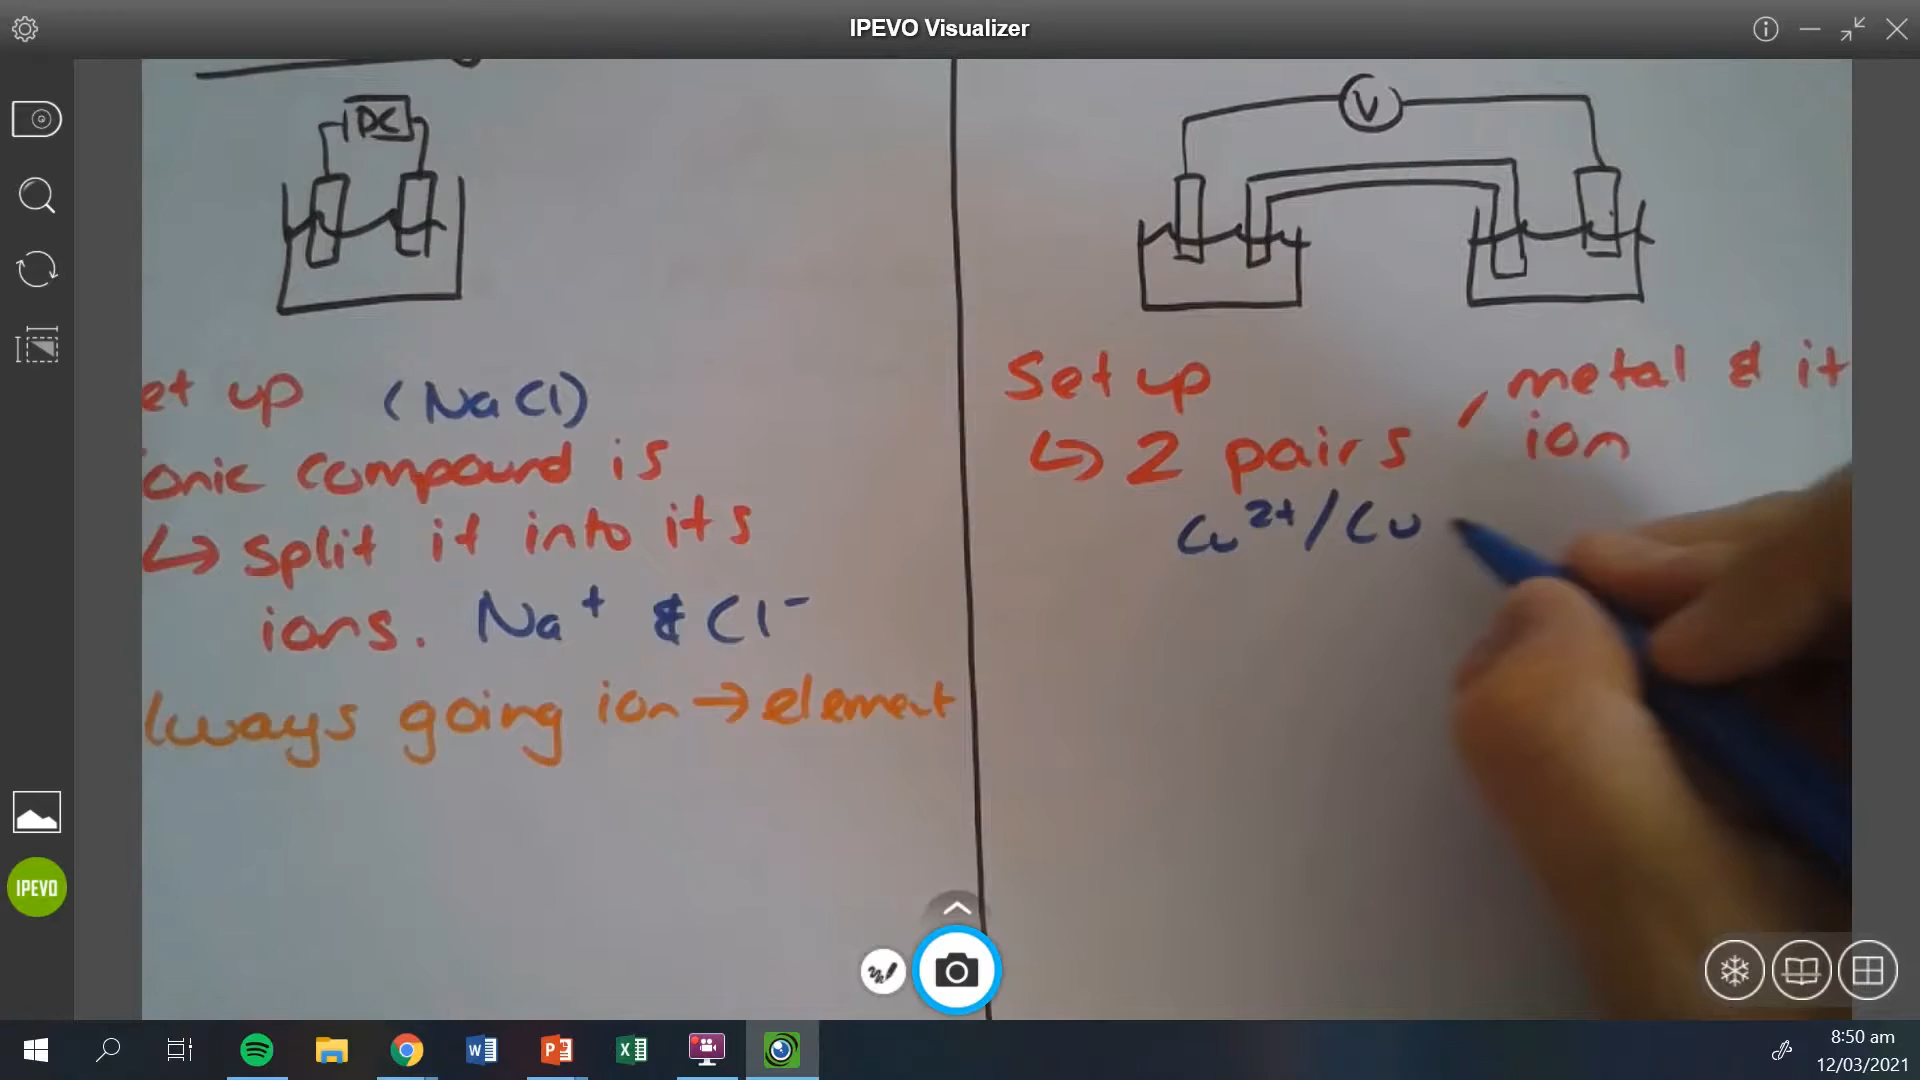 IPEVO Visualizer
DC
et up (NaCl)
onic compound is
↳ split it into its
ions. Na⁺ & Cl⁻
lways going ion → element
V
Set up
metal & it
↳ 2 pairs ion
Cu²⁺/Cu
IPEVO
8:50 am
12/03/2021